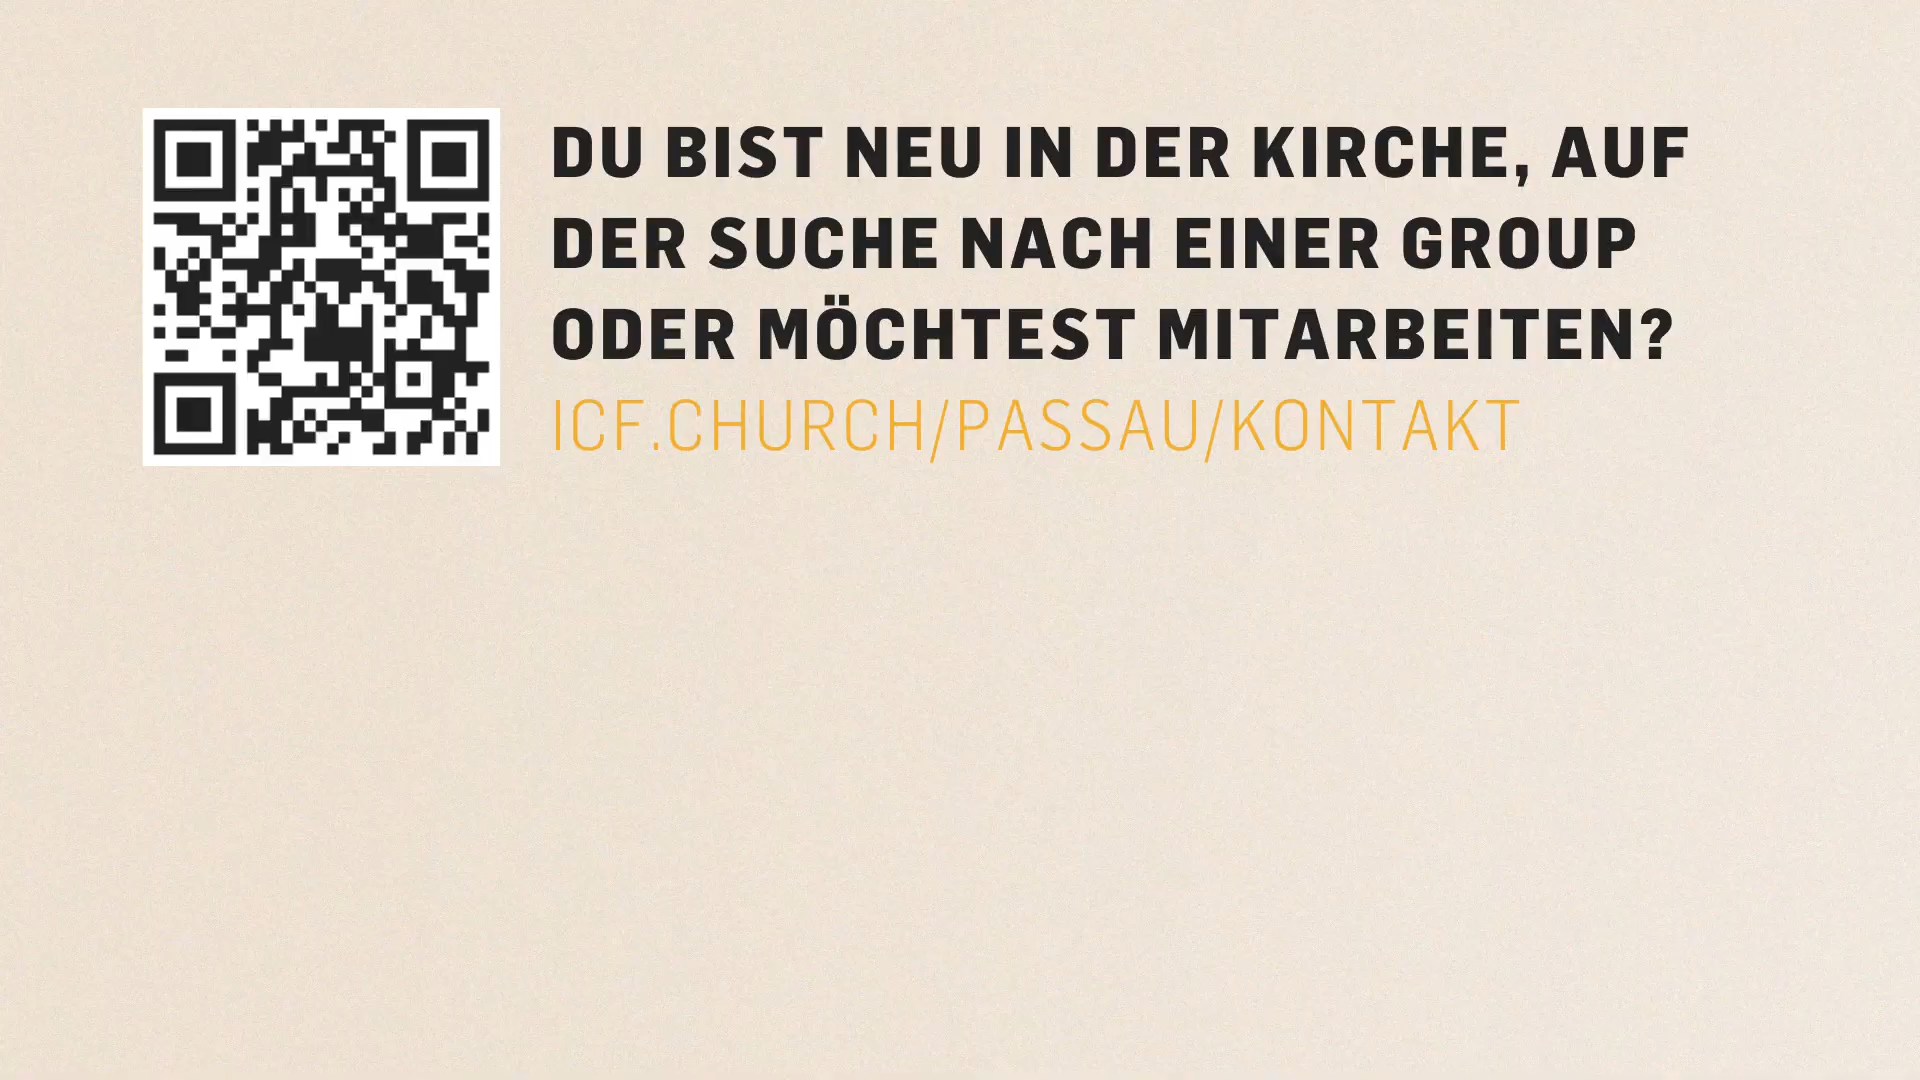 DU BIST NEU IN DER KIRCHE, AUF
DER SUCHE NACH EINER GROUP
ODER MÖCHTEST MITARBEITEN?
ICF.CHURCH/PASSAU/KONTAKT